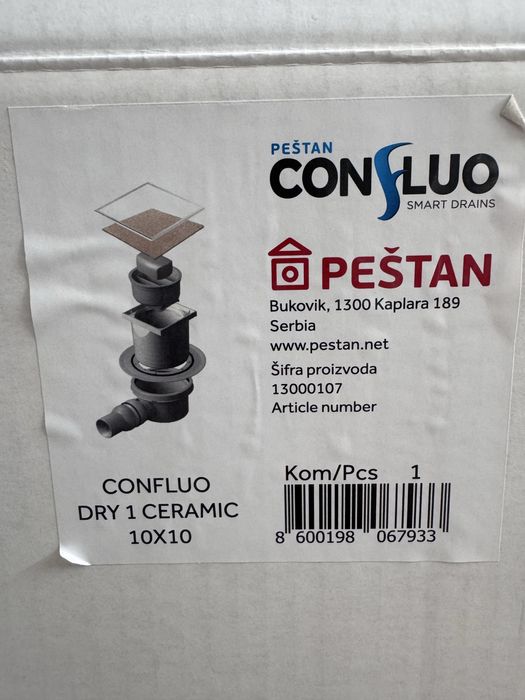 PEŠTAN
CONFLUO
SMART DRAINS
PEŠTAN
Bukovik, 1300 Kaplara 189
Serbia
www.pestan.net
Šifra proizvoda
13000107
Article number
CONFLUO
DRY 1 CERAMIC
10X10
Kom/Pcs 1
8 600198 067933